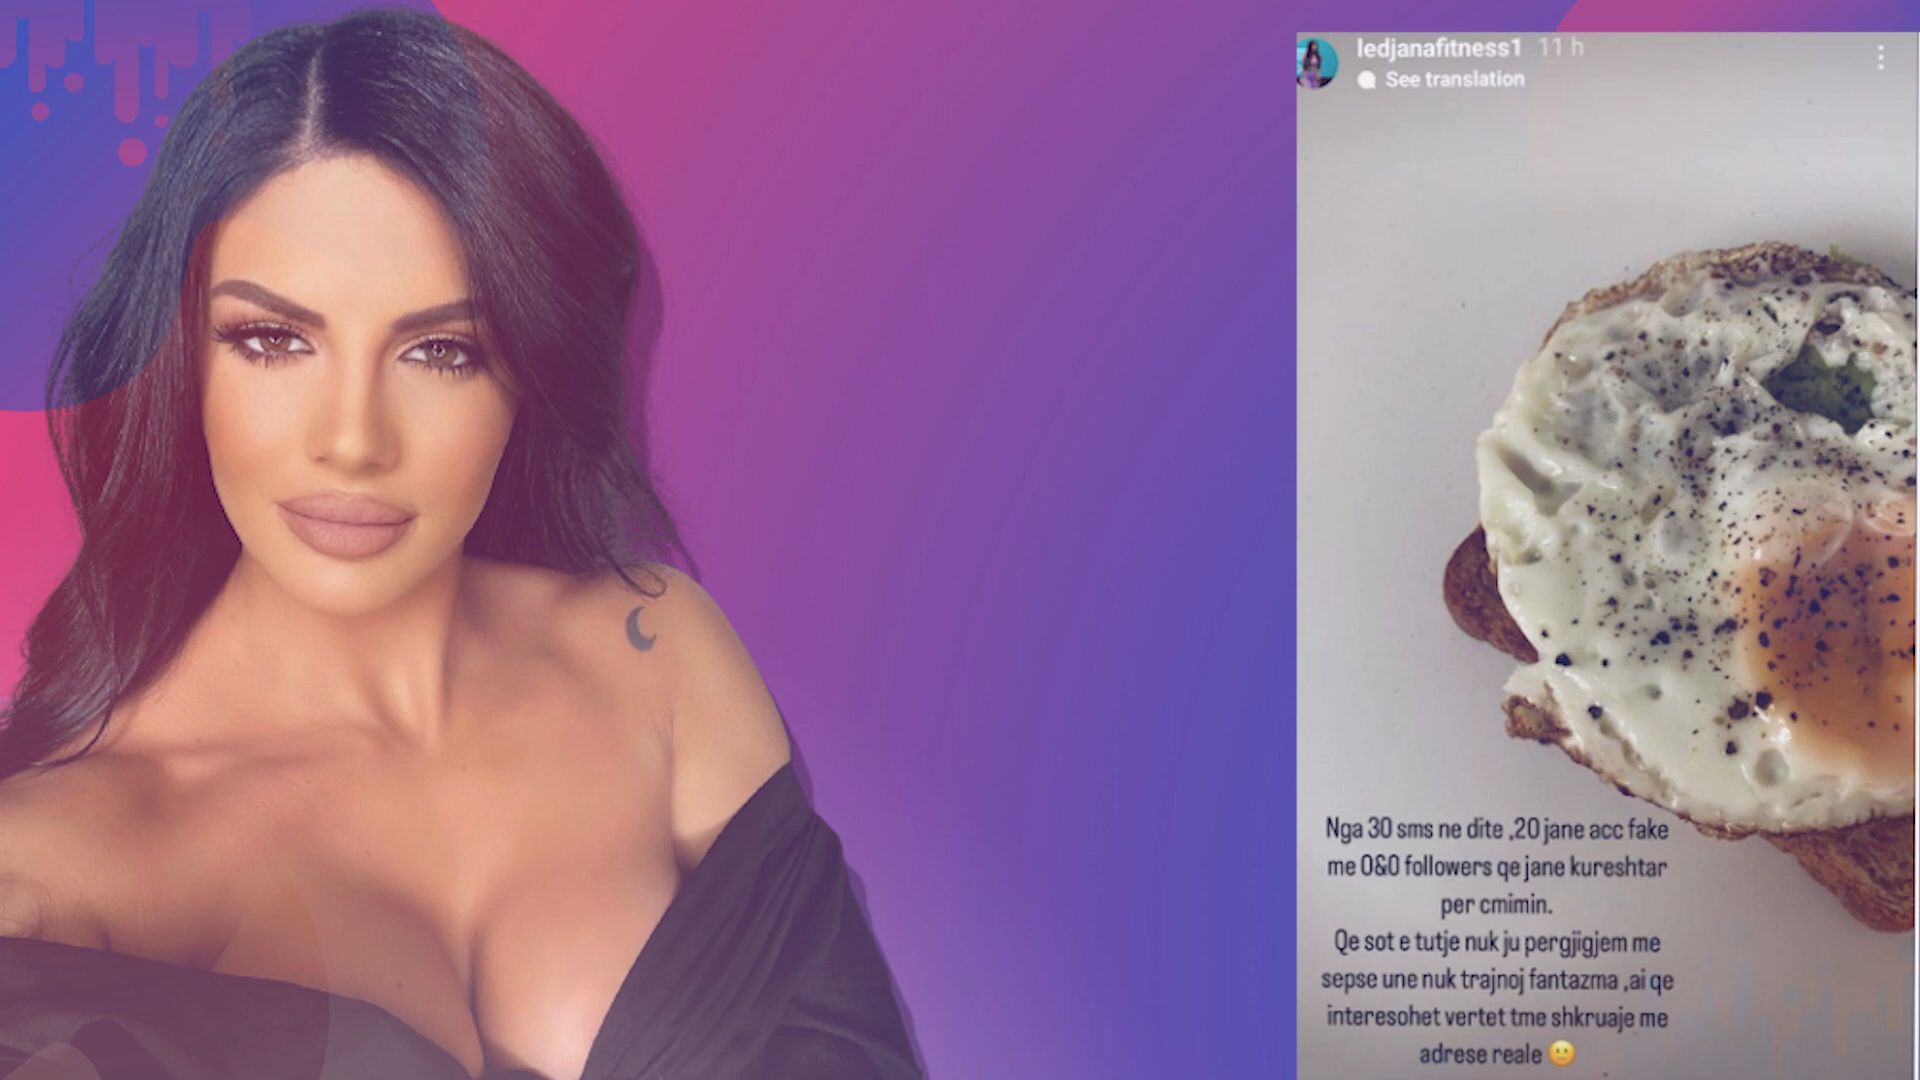 ledjanafitness1 11 h
See translation
Nga 30 sms ne dite ,20 jane acc fake
me 0&0 followers qe jane kureshtar
per cmimin.
Qe sot e tutje nuk ju pergjigjem me
sepse une nuk trajnoj fantazma ,ai qe
interesohet vertet tme shkruaje me
adrese reale 🙂